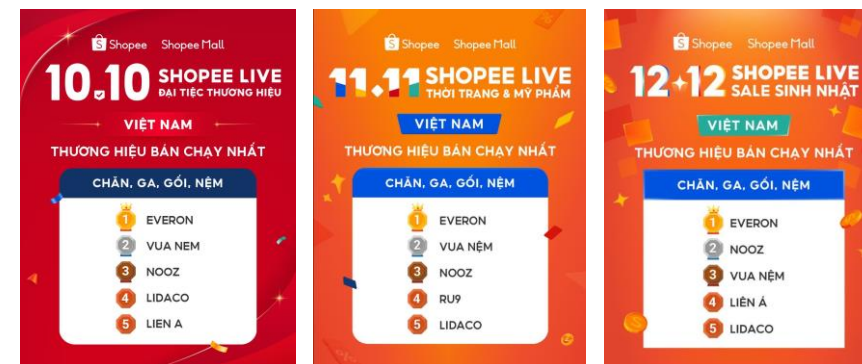 Shopee Shopee Mall
10.10 SHOPEE LIVE
ĐẠI TIỆC THƯƠNG HIỆU
VIỆT NAM
THƯƠNG HIỆU BÁN CHẠY NHẤT
CHĂN, GA, GỐI, NỆM
1 EVERON
2 VUA NEM
3 NOOZ
4 LIDACO
5 LIEN A
Shopee Shopee Mall
11.11 SHOPEE LIVE
THỜI TRANG & MỸ PHẨM
VIỆT NAM
THƯƠNG HIỆU BÁN CHẠY NHẤT
CHĂN, GA, GỐI, NỆM
1 EVERON
2 VUA NỆM
3 NOOZ
4 RU9
5 LIDACO
Shopee Shopee Mall
12+12 SHOPEE LIVE
SALE SINH NHẬT
VIỆT NAM
THƯƠNG HIỆU BÁN CHẠY NHẤT
CHĂN, GA, GỐI, NỆM
1 EVERON
2 NOOZ
3 VUA NỆM
4 LIÊN Á
5 LIDACO